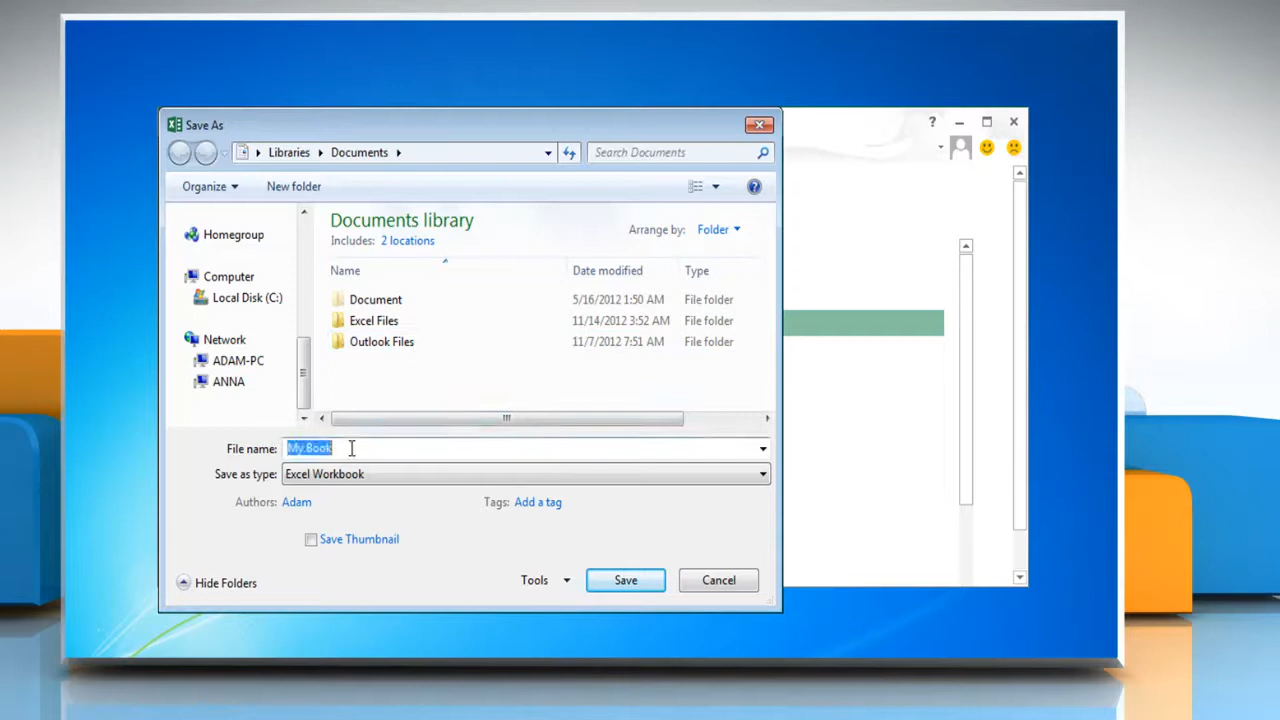 Save As
?
Libraries Documents Search Documents
Organize New folder
Homegroup
Computer
Local Disk (C:)
Network
ADAM-PC
ANNA
Documents library
Includes: 2 locations
Arrange by: Folder
Name Date modified Type
Document 5/16/2012 1:50 AM File folder
Excel Files 11/14/2012 3:52 AM File folder
Outlook Files 11/7/2012 7:51 AM File folder
File name: My.Book
Save as type: Excel Workbook
Authors: Adam Tags: Add a tag
Save Thumbnail
Hide Folders Tools Save Cancel